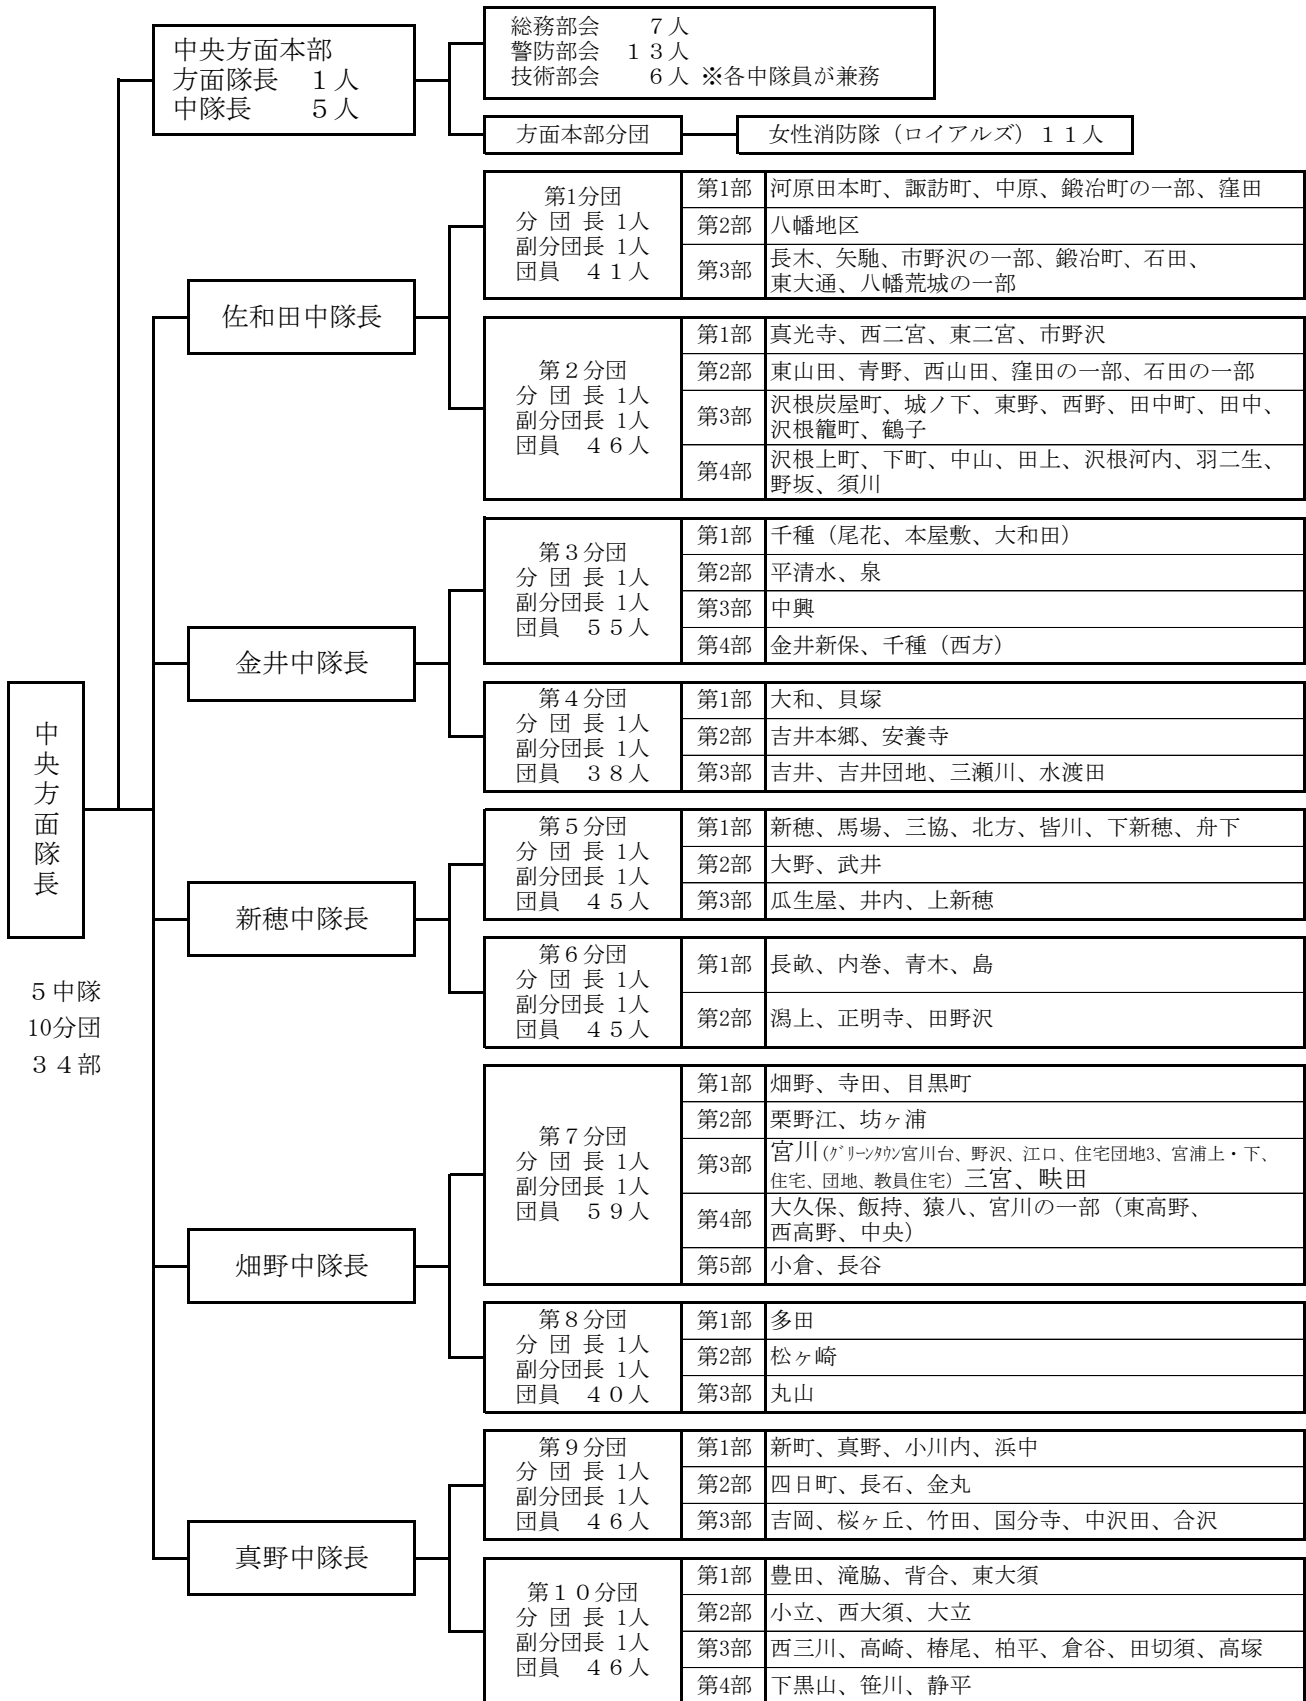 総務部会　　７人
警防部会　１３人
技術部会　　６人 ※各中隊員が兼務
中央方面本部
方面隊長　１人
中隊長　　５人
方面本部分団
女性消防隊（ロイアルズ）１１人
佐和田中隊長
第1分団
分 団 長 1人
副分団長 1人
団員　４１人
第1部 河原田本町、諏訪町、中原、鍛冶町の一部、窪田
第2部 八幡地区
第3部 長木、矢馳、市野沢の一部、鍛冶町、石田、
東大通、八幡荒城の一部
第２分団
分 団 長 1人
副分団長 1人
団員　４６人
第1部 真光寺、西二宮、東二宮、市野沢
第2部 東山田、青野、西山田、窪田の一部、石田の一部
第3部 沢根炭屋町、城ノ下、東野、西野、田中町、田中、
沢根籠町、鶴子
第4部 沢根上町、下町、中山、田上、沢根河内、羽二生、
野坂、須川
金井中隊長
第３分団
分 団 長 1人
副分団長 1人
団員　５５人
第1部 千種（尾花、本屋敷、大和田）
第2部 平清水、泉
第3部 中興
第4部 金井新保、千種（西方）
第４分団
分 団 長 1人
副分団長 1人
団員　３８人
第1部 大和、貝塚
第2部 吉井本郷、安養寺
第3部 吉井、吉井団地、三瀬川、水渡田
中央方面隊長
５中隊
10分団
３４部
新穂中隊長
第５分団
分 団 長 1人
副分団長 1人
団員　４５人
第1部 新穂、馬場、三協、北方、皆川、下新穂、舟下
第2部 大野、武井
第3部 瓜生屋、井内、上新穂
第６分団
分 団 長 1人
副分団長 1人
団員　４５人
第1部 長畝、内巻、青木、島
第2部 潟上、正明寺、田野沢
畑野中隊長
第７分団
分 団 長 1人
副分団長 1人
団員　５９人
第1部 畑野、寺田、目黒町
第2部 栗野江、坊ヶ浦
第3部 宮川(ｸﾞﾘｰﾝﾀｳﾝ宮川台、野沢、江口、住宅団地3、宮浦上・下、
住宅、団地、教員住宅）三宮、畉田
第4部 大久保、飯持、猿八、宮川の一部（東高野、
西高野、中央）
第5部 小倉、長谷
第８分団
分 団 長 1人
副分団長 1人
団員　４０人
第1部 多田
第2部 松ヶ崎
第3部 丸山
真野中隊長
第９分団
分 団 長 1人
副分団長 1人
団員　４６人
第1部 新町、真野、小川内、浜中
第2部 四日町、長石、金丸
第3部 吉岡、桜ヶ丘、竹田、国分寺、中沢田、合沢
第１０分団
分 団 長 1人
副分団長 1人
団員　４６人
第1部 豊田、滝脇、背合、東大須
第2部 小立、西大須、大立
第3部 西三川、高崎、椿尾、柏平、倉谷、田切須、高塚
第4部 下黒山、笹川、静平